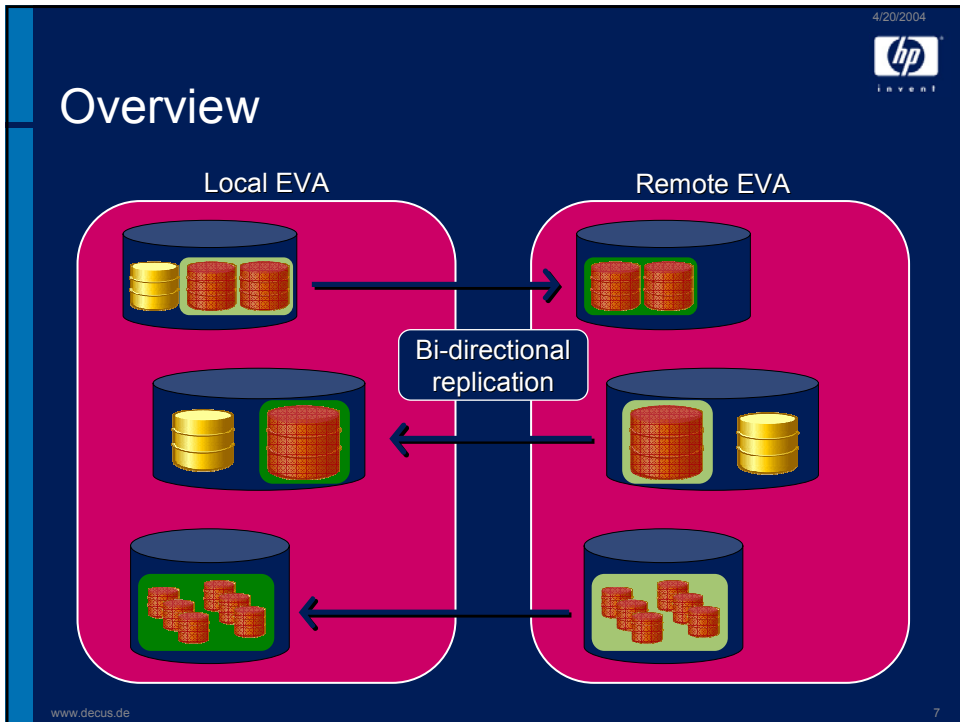 4/20/2004
hp
invent
Overview
Local EVA
Remote EVA
Bi-directional
replication
www.decus.de
7